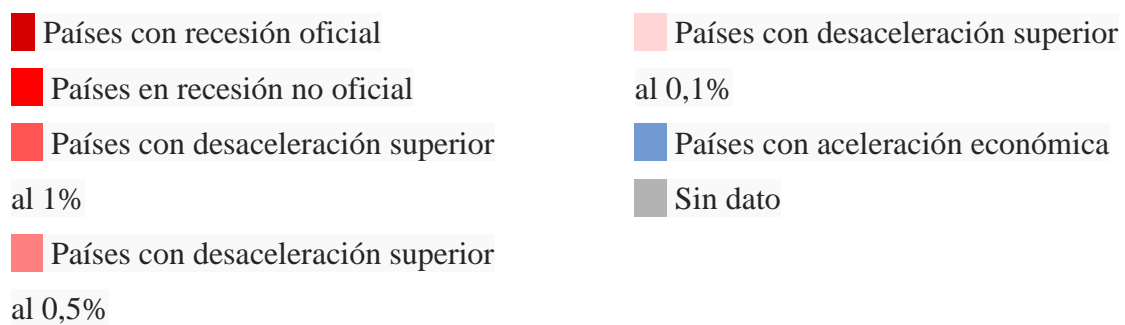 Países con recesión oficial
Países en recesión no oficial
Países con desaceleración superior
al 1%
Países con desaceleración superior
al 0,5%
Países con desaceleración superior
al 0,1%
Países con aceleración económica
Sin dato